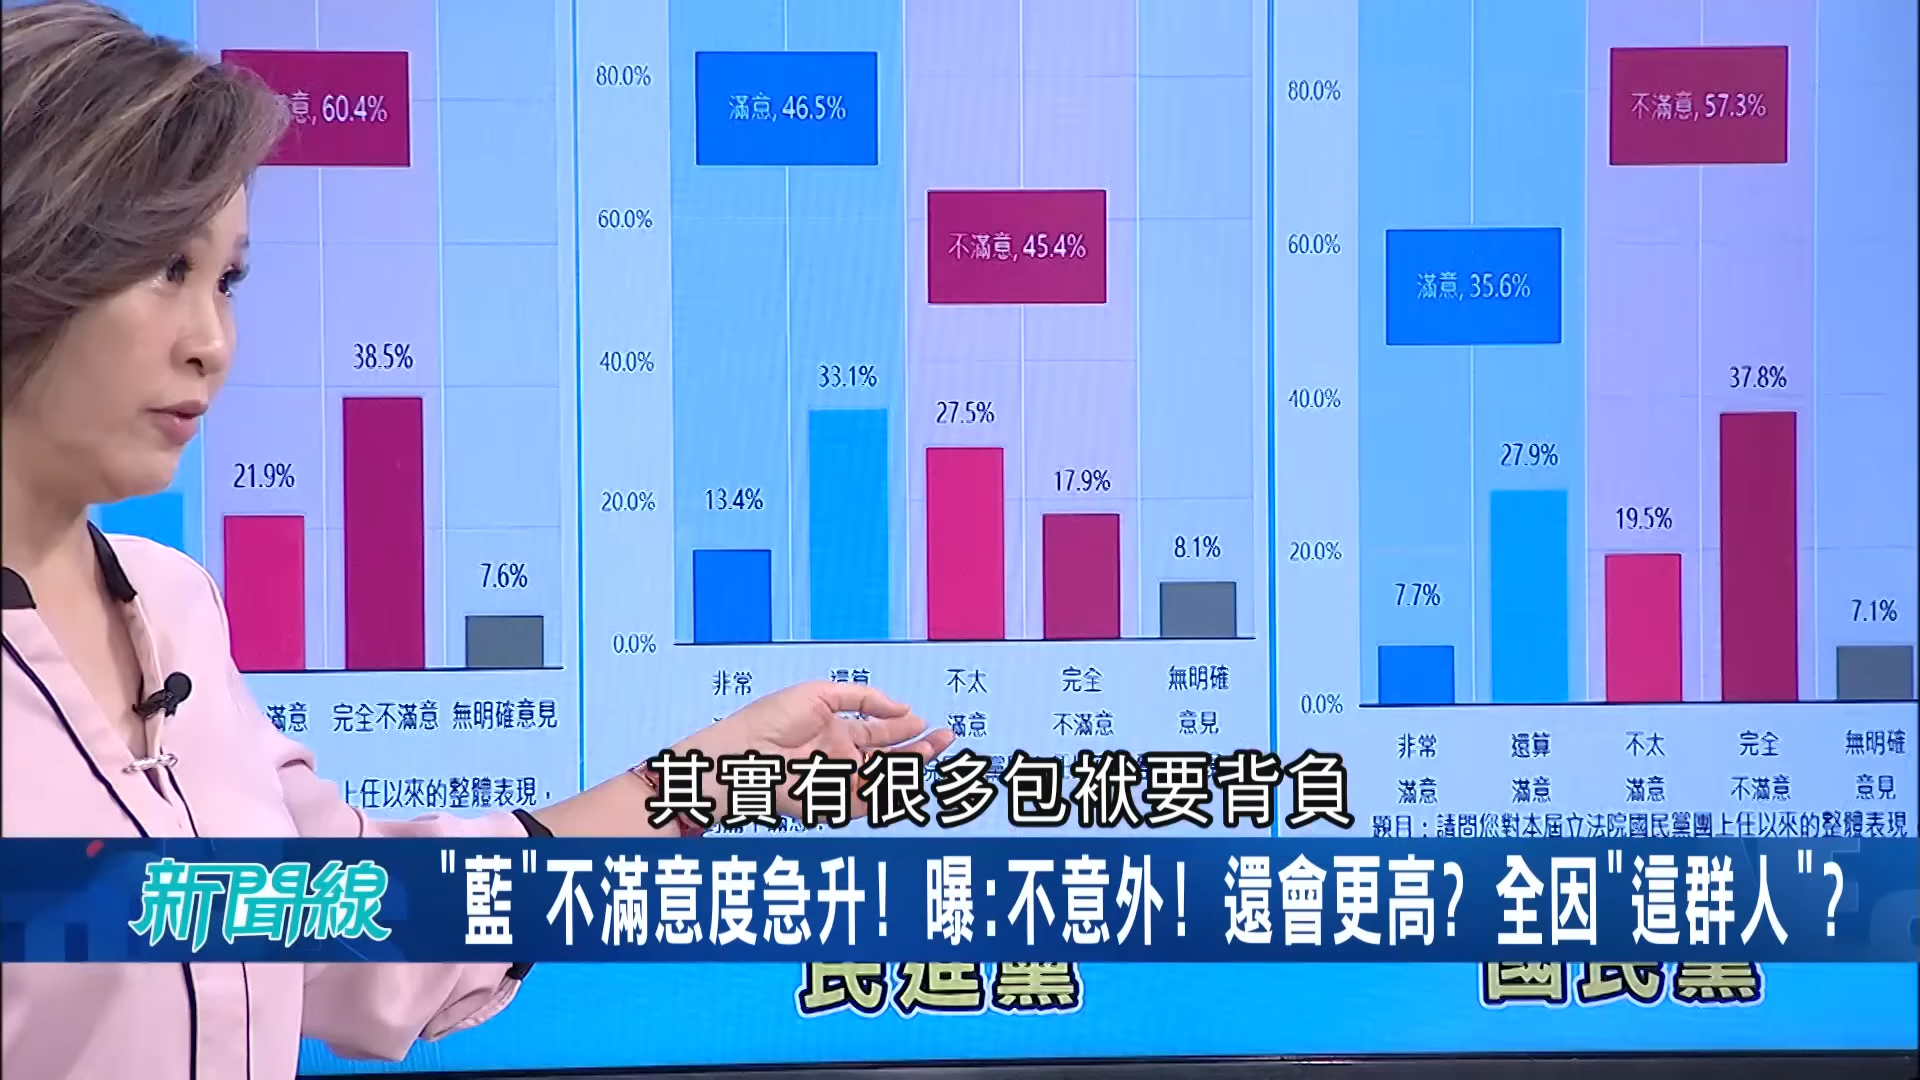 意, 60.4%
38.5%
21.9%
7.6%
滿意 完全不滿意 無明確意見
上任以來的整體表現，
80.0%
60.0%
40.0%
20.0%
0.0%
滿意, 46.5%
不滿意, 45.4%
13.4%
33.1%
27.5%
17.9%
8.1%
非常
還算
不太
滿意
完全
不滿意
無明確
意見
80.0%
60.0%
40.0%
20.0%
0.0%
不滿意, 57.3%
滿意, 35.6%
7.7%
27.9%
19.5%
37.8%
7.1%
非常
滿意
還算
滿意
不太
滿意
完全
不滿意
無明確
意見
題目：請問您對本屆立法院國民黨團上任以來的整體表現
其實有很多包袱要背負
新聞線
"藍"不滿意度急升！曝：不意外！還會更高？全因"這群人"？
民進黨
國民黨